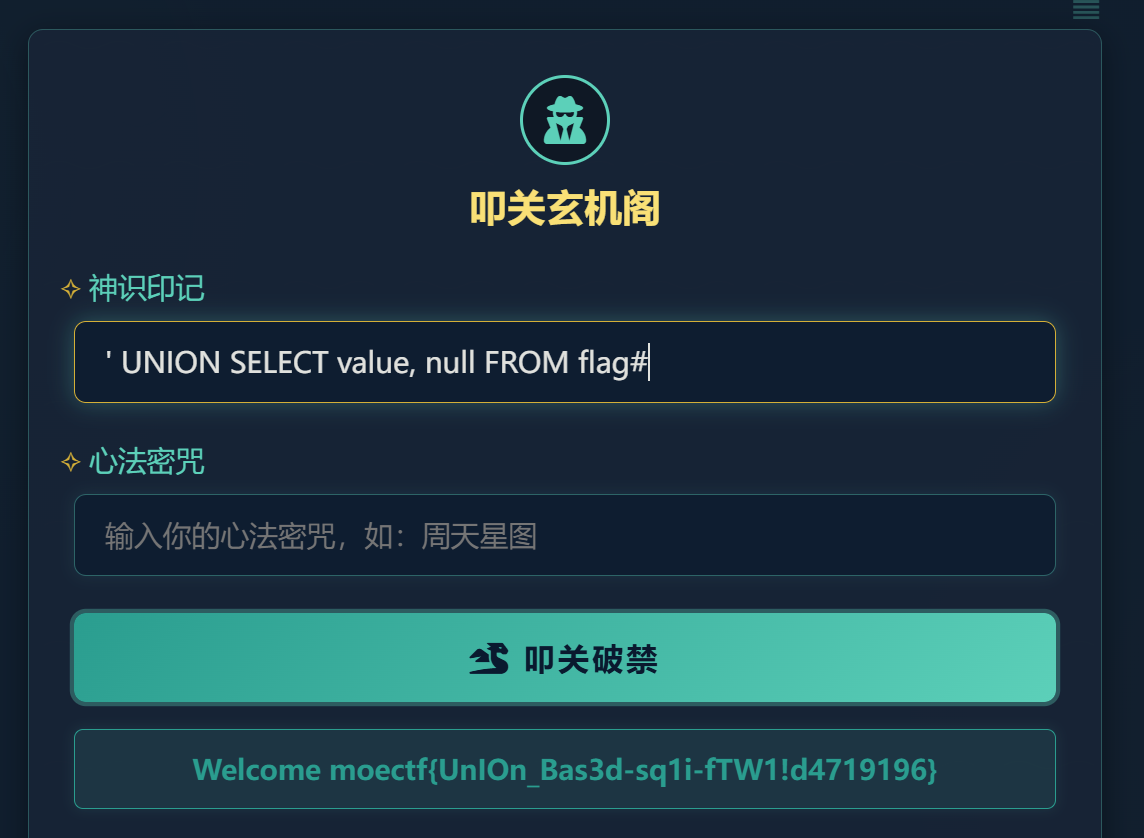 叩关玄机阁
神识印记
' UNION SELECT value, null FROM flag#
心法密咒
输入你的心法密咒，如：周天星图
叩关破禁
Welcome moectf{UnIOn_Bas3d-sq1i-fTW1!d4719196}